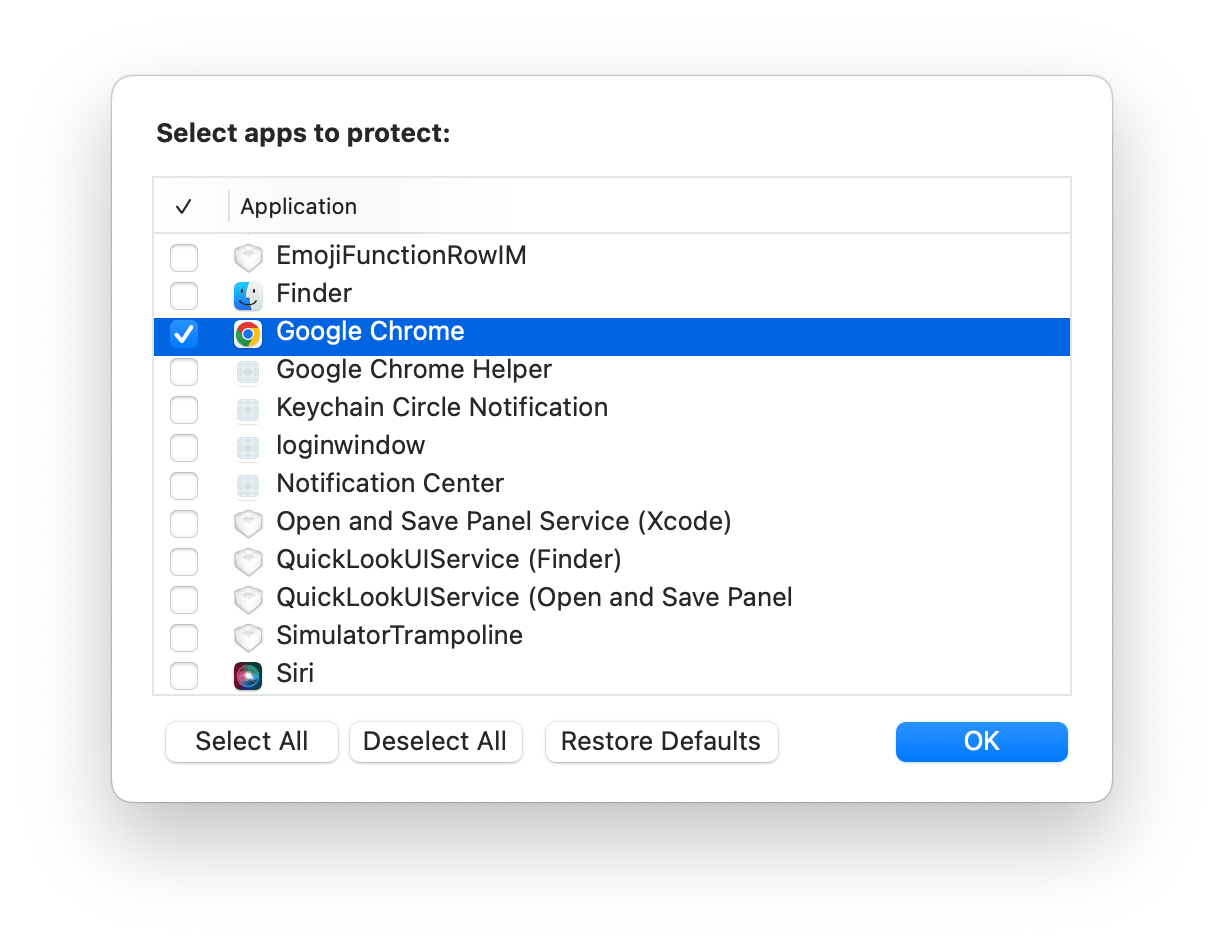 Select apps to protect:
Application
EmojiFunctionRowIM
Finder
Google Chrome
Google Chrome Helper
Keychain Circle Notification
loginwindow
Notification Center
Open and Save Panel Service (Xcode)
QuickLookUIService (Finder)
QuickLookUIService (Open and Save Panel
SimulatorTrampoline
Siri
Select All Deselect All Restore Defaults OK